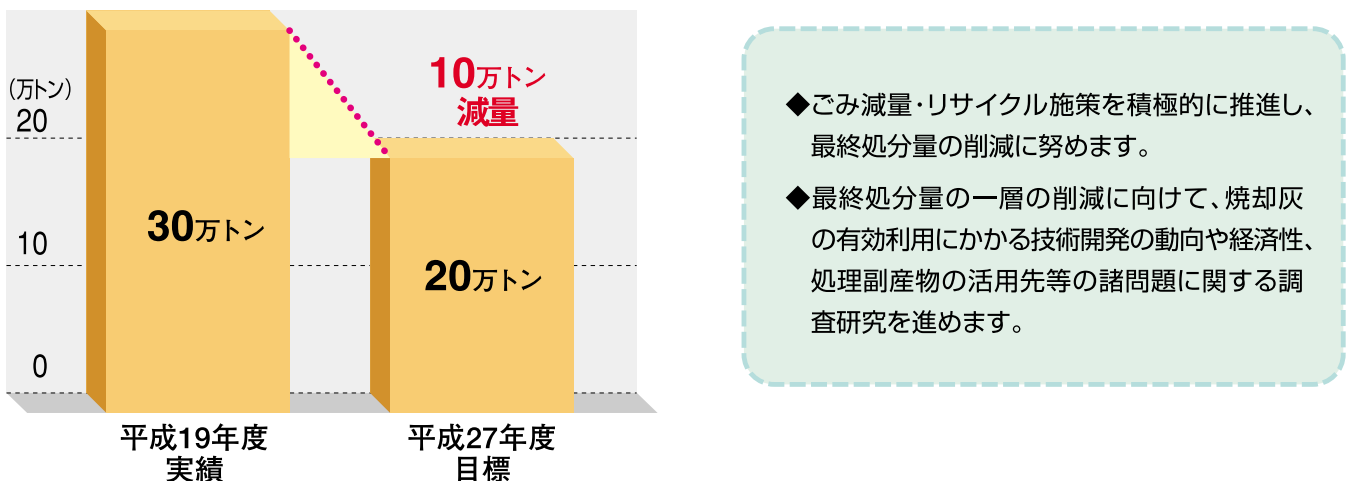 (万トン)
20
10
0
30万トン
10万トン
減量
20万トン
平成19年度
実績
平成27年度
目標
◆ごみ減量・リサイクル施策を積極的に推進し、
最終処分量の削減に努めます。
◆最終処分量の一層の削減に向けて、焼却灰
の有効利用にかかる技術開発の動向や経済性、
処理副産物の活用先等の諸問題に関する調
査研究を進めます。